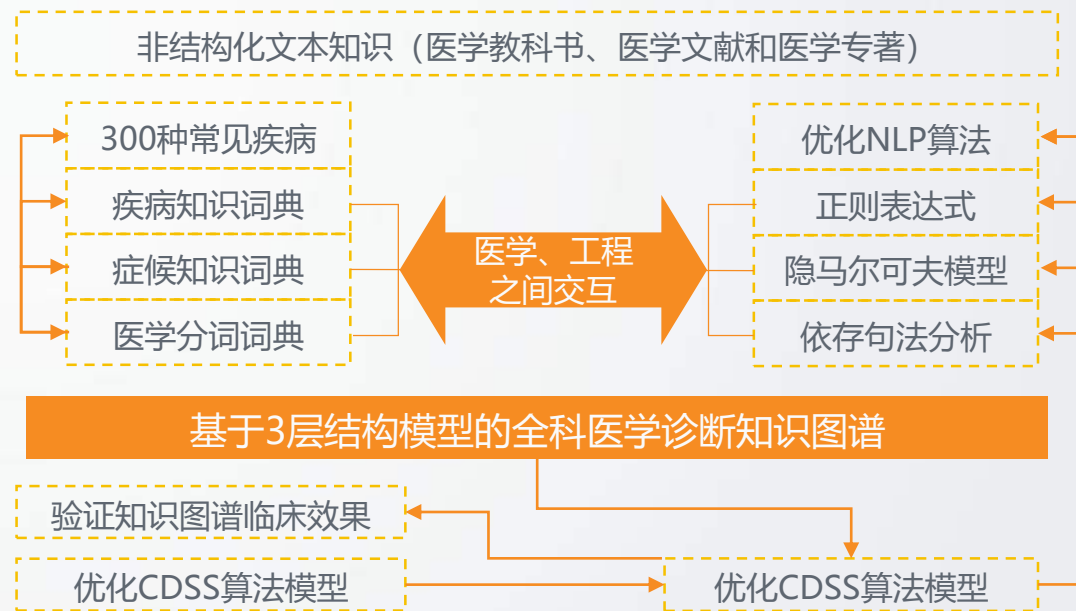 非结构化文本知识（医学教科书、医学文献和医学专著）
300种常见疾病
疾病知识词典
症候知识词典
医学分词词典
医学、工程
之间交互
优化NLP算法
正则表达式
隐马尔可夫模型
依存句法分析
基于3层结构模型的全科医学诊断知识图谱
验证知识图谱临床效果
优化CDSS算法模型
优化CDSS算法模型